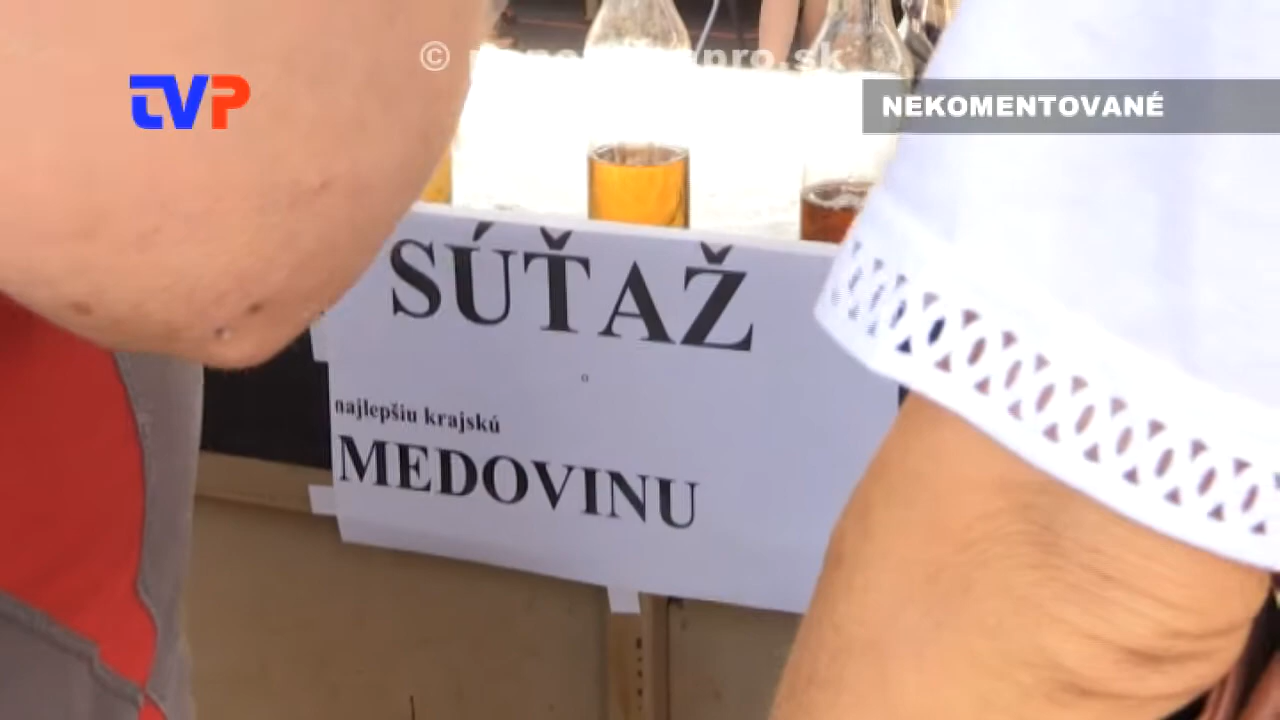 TVP
NEKOMENTOVANÉ
SÚŤAŽ
o
najlepšiu krajskú
MEDOVINU